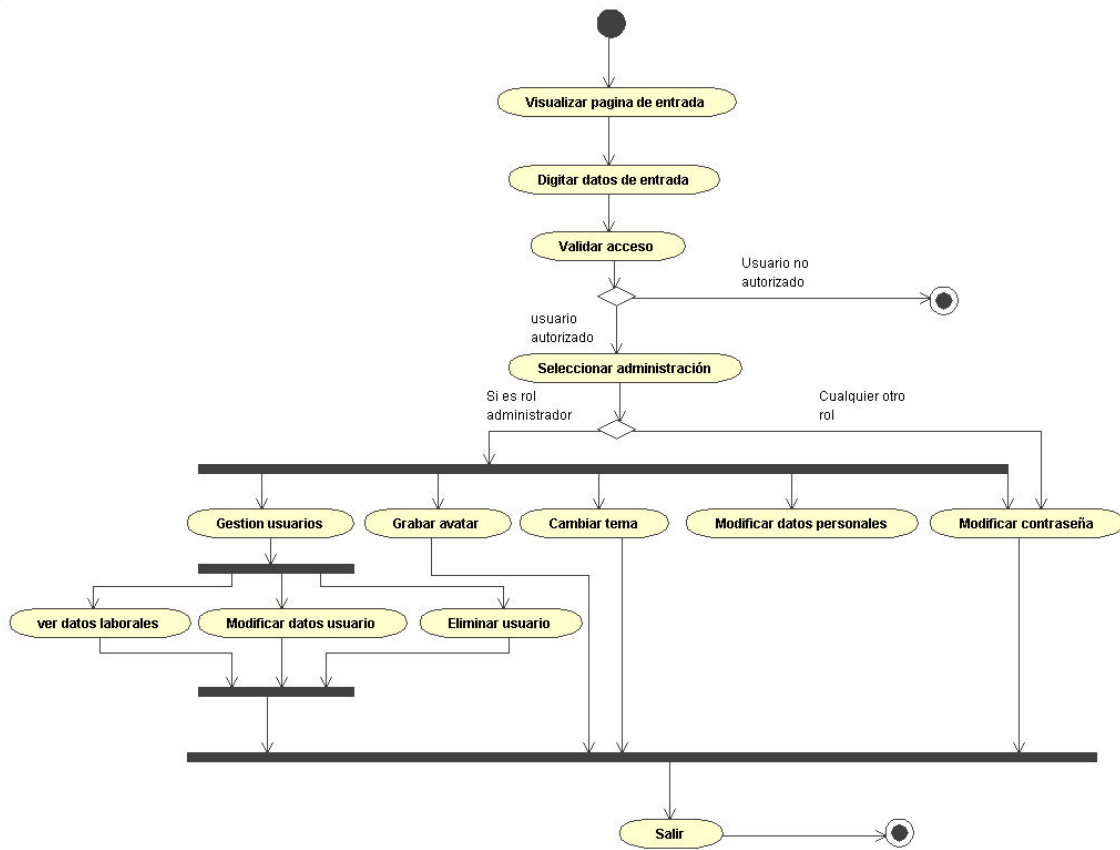 Visualizar pagina de entrada
Digitar datos de entrada
Validar acceso
Usuario no
autorizado
usuario
autorizado
Seleccionar administración
Si es rol
administrador
Cualquier otro
rol
Gestion usuarios
Grabar avatar
Cambiar tema
Modificar datos personales
Modificar contraseña
ver datos laborales
Modificar datos usuario
Eliminar usuario
Salir